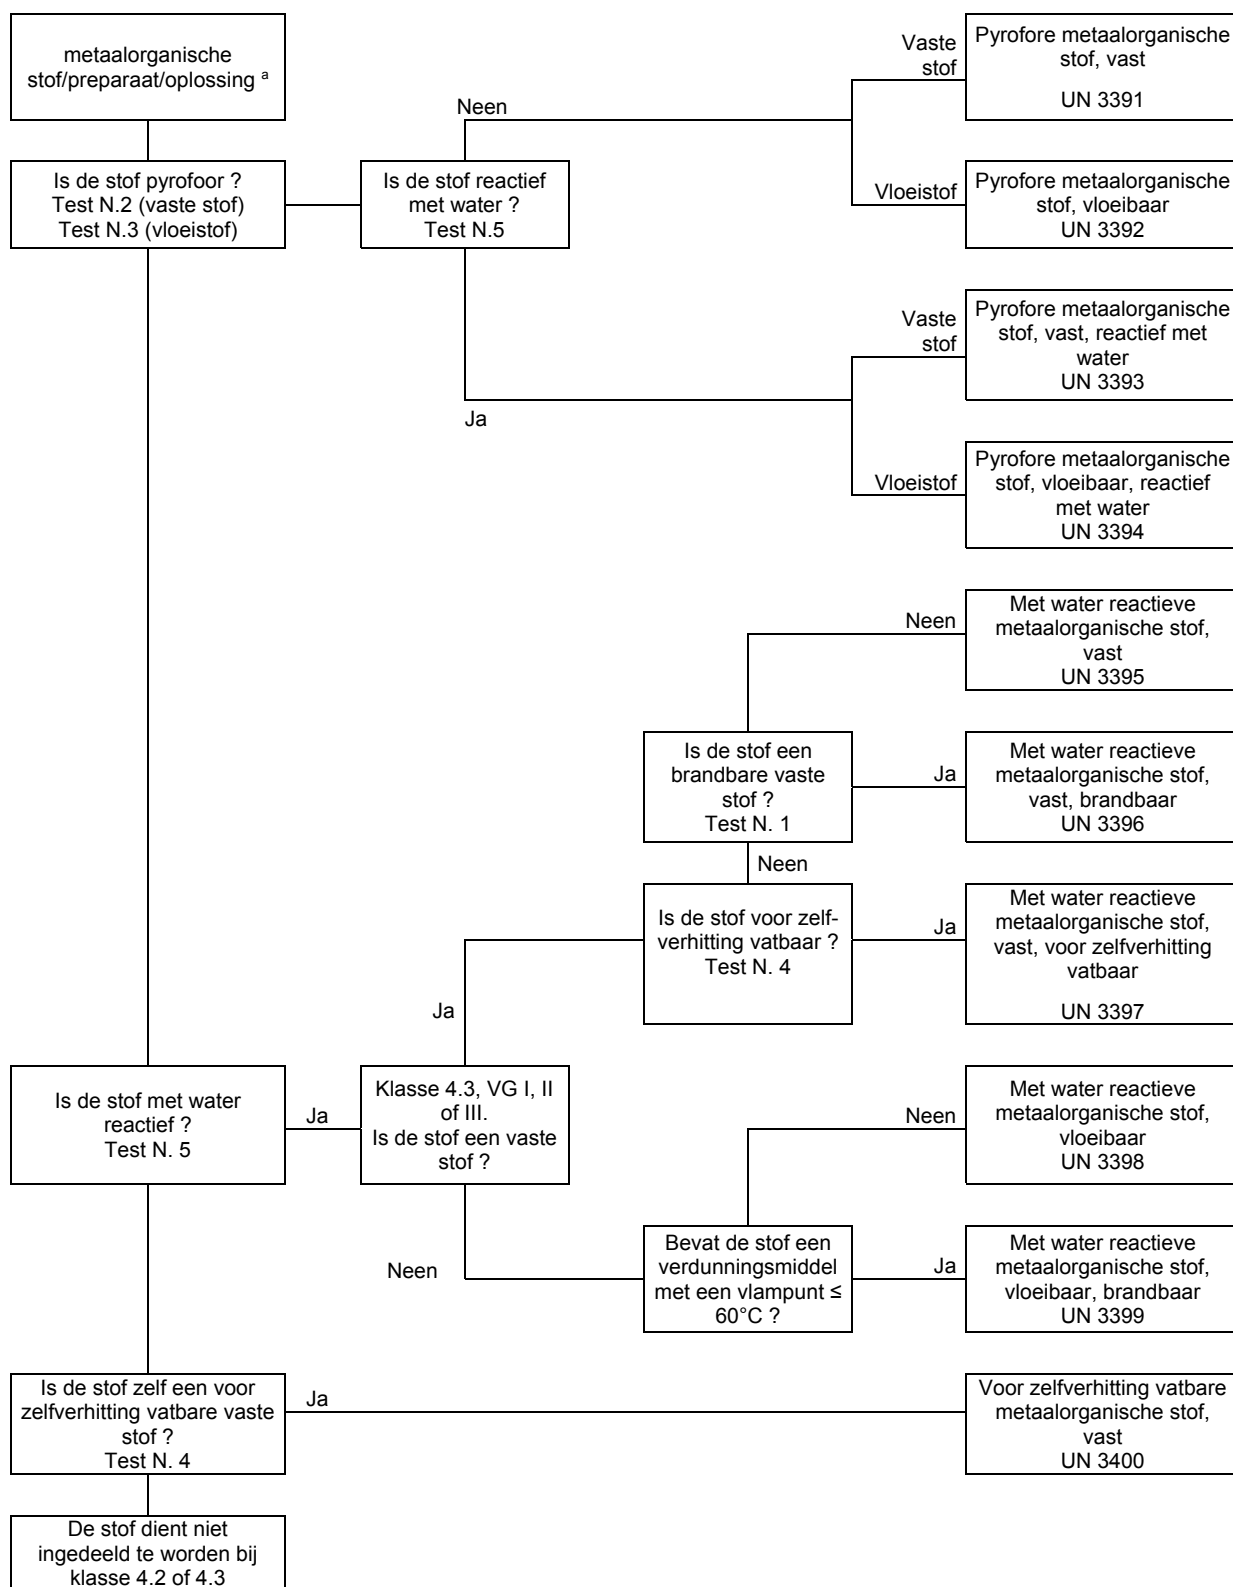 metaalorganische
stof/preparaat/oplossing a
Is de stof pyrofoor ?
Test N.2 (vaste stof)
Test N.3 (vloeistof)
Is de stof reactief
met water ?
Test N.5
Neen
Vaste
stof
Pyrofore metaalorganische
stof, vast
UN 3391
Vloeistof
Pyrofore metaalorganische
stof, vloeibaar
UN 3392
Ja
Vaste
stof
Pyrofore metaalorganische
stof, vast, reactief met
water
UN 3393
Vloeistof
Pyrofore metaalorganische
stof, vloeibaar, reactief
met water
UN 3394
Neen
Met water reactieve
metaalorganische stof,
vast
UN 3395
Is de stof een
brandbare vaste
stof ?
Test N. 1
Ja
Met water reactieve
metaalorganische stof,
vast, brandbaar
UN 3396
Neen
Is de stof voor zelf-
verhitting vatbaar ?
Test N. 4
Ja
Met water reactieve
metaalorganische stof,
vast, voor zelfverhitting
vatbaar
UN 3397
Ja
Is de stof met water
reactief ?
Test N. 5
Ja
Klasse 4.3, VG I, II
of III.
Is de stof een vaste
stof ?
Neen
Met water reactieve
metaalorganische stof,
vloeibaar
UN 3398
Neen
Bevat de stof een
verdunningsmiddel
met een vlampunt ≤
60°C ?
Ja
Met water reactieve
metaalorganische stof,
vloeibaar, brandbaar
UN 3399
Is de stof zelf een voor
zelfverhitting vatbare vaste
stof ?
Test N. 4
Ja
Voor zelfverhitting vatbare
metaalorganische stof,
vast
UN 3400
De stof dient niet
ingedeeld te worden bij
klasse 4.2 of 4.3